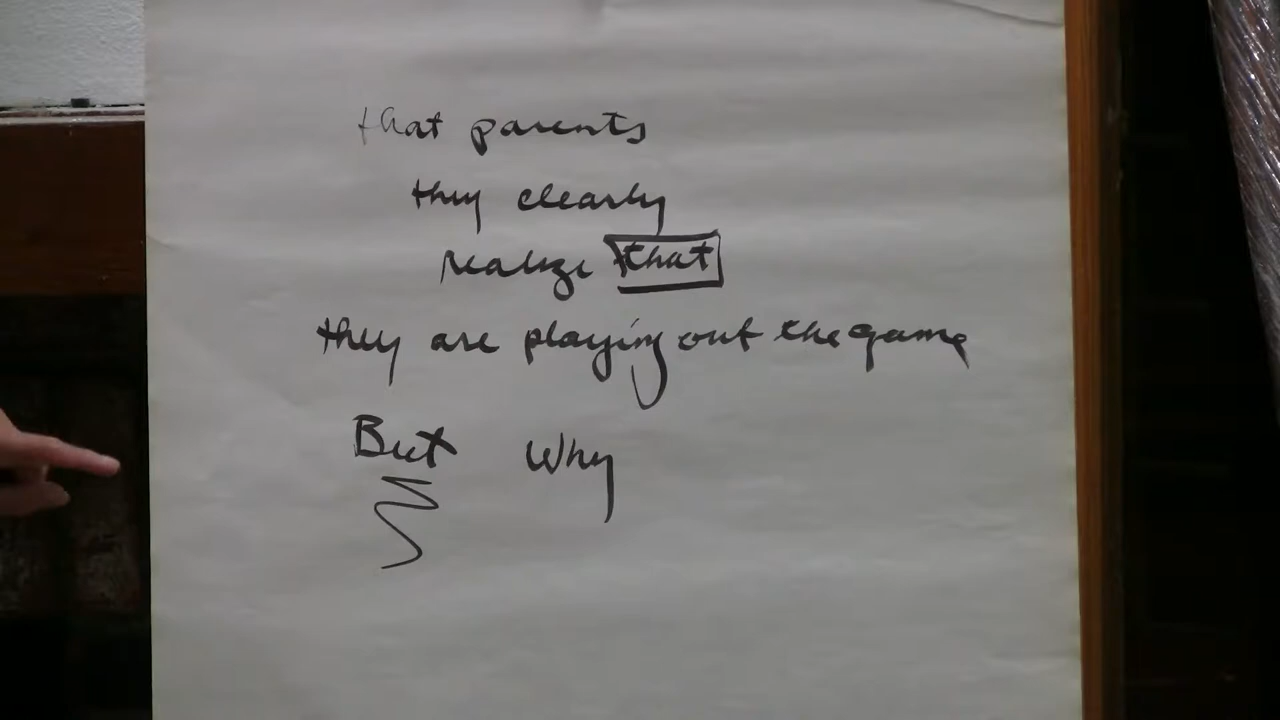 that parents
they clearly
realize that
they are playing out the game
But Why